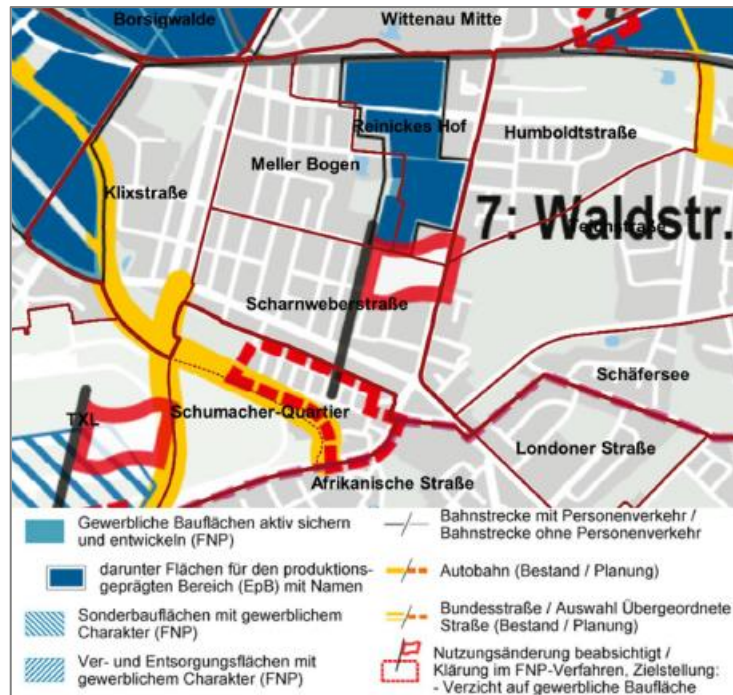 Borsigwalde
Wittenau Mitte
Reinickes Hof
Humboldtstraße
Meller Bogen
Klixstraße
7: Waldstr.
Teichstraße
Scharnweberstraße
Schäfersee
TXL
Schumacher-Quartier
Londoner Straße
Afrikanische Straße
Gewerbliche Bauflächen aktiv sichern
und entwickeln (FNP)
darunter Flächen für den produktions-
geprägten Bereich (EpB) mit Namen
Sonderbauflächen mit gewerblichem
Charakter (FNP)
Ver- und Entsorgungsflächen mit
gewerblichem Charakter (FNP)
Bahnstrecke mit Personenverkehr /
Bahnstrecke ohne Personenverkehr
Autobahn (Bestand / Planung)
Bundesstraße / Auswahl Übergeordnete
Straße (Bestand / Planung)
Nutzungsänderung beabsichtigt /
Klärung im FNP-Verfahren, Zielstellung:
- Verzicht auf gewerbliche Baufläche